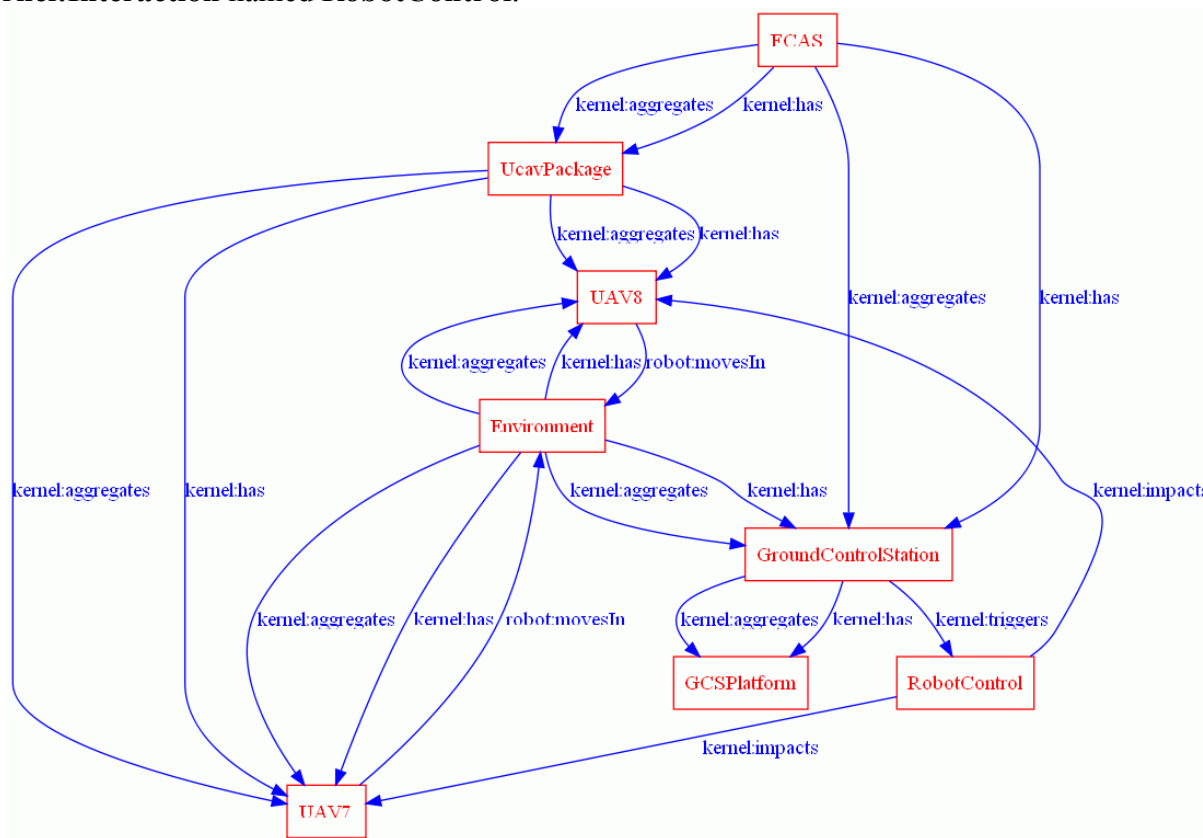 FCAS
kernel:aggregates
kernel:has
UcavPackage
kernel:aggregates
kernel:has
UAV8
kernel:aggregates
kernel:has
kernel:aggregates
kernel:has
robot:movesIn
Environment
kernel:aggregates
kernel:has
kernel:aggregates
kernel:has
kernel:impacts
GroundControlStation
kernel:aggregates
kernel:has
robot:movesIn
kernel:aggregates
kernel:has
kernel:triggers
GCSPlatform
RobotControl
kernel:impacts
UAV7